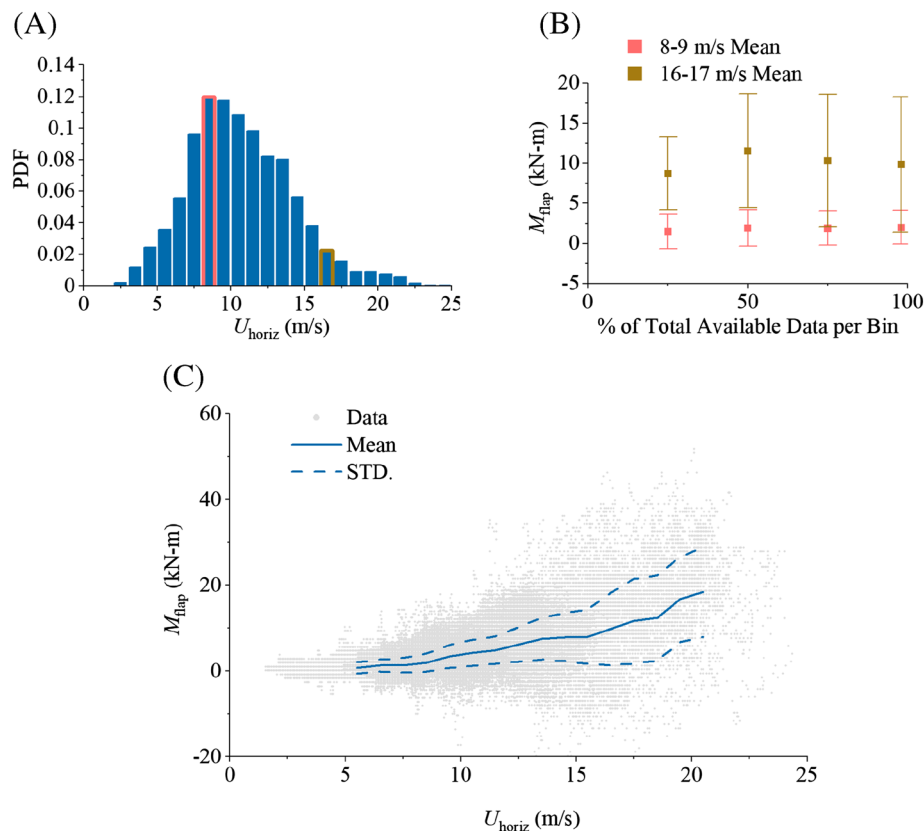 (A)
0.14
0.12
0.1
0.08
0.06
0.04
0.02
0
PDF
0 5 10 15 20 25
Uhoriz (m/s)
(B)
8-9 m/s Mean
16-17 m/s Mean
20
15
10
5
0
-5
Mflap (kN-m)
0 50 100
% of Total Available Data per Bin
(C)
Data
Mean
STD.
60
40
20
0
-20
Mflap (kN-m)
0 5 10 15 20 25
Uhoriz (m/s)